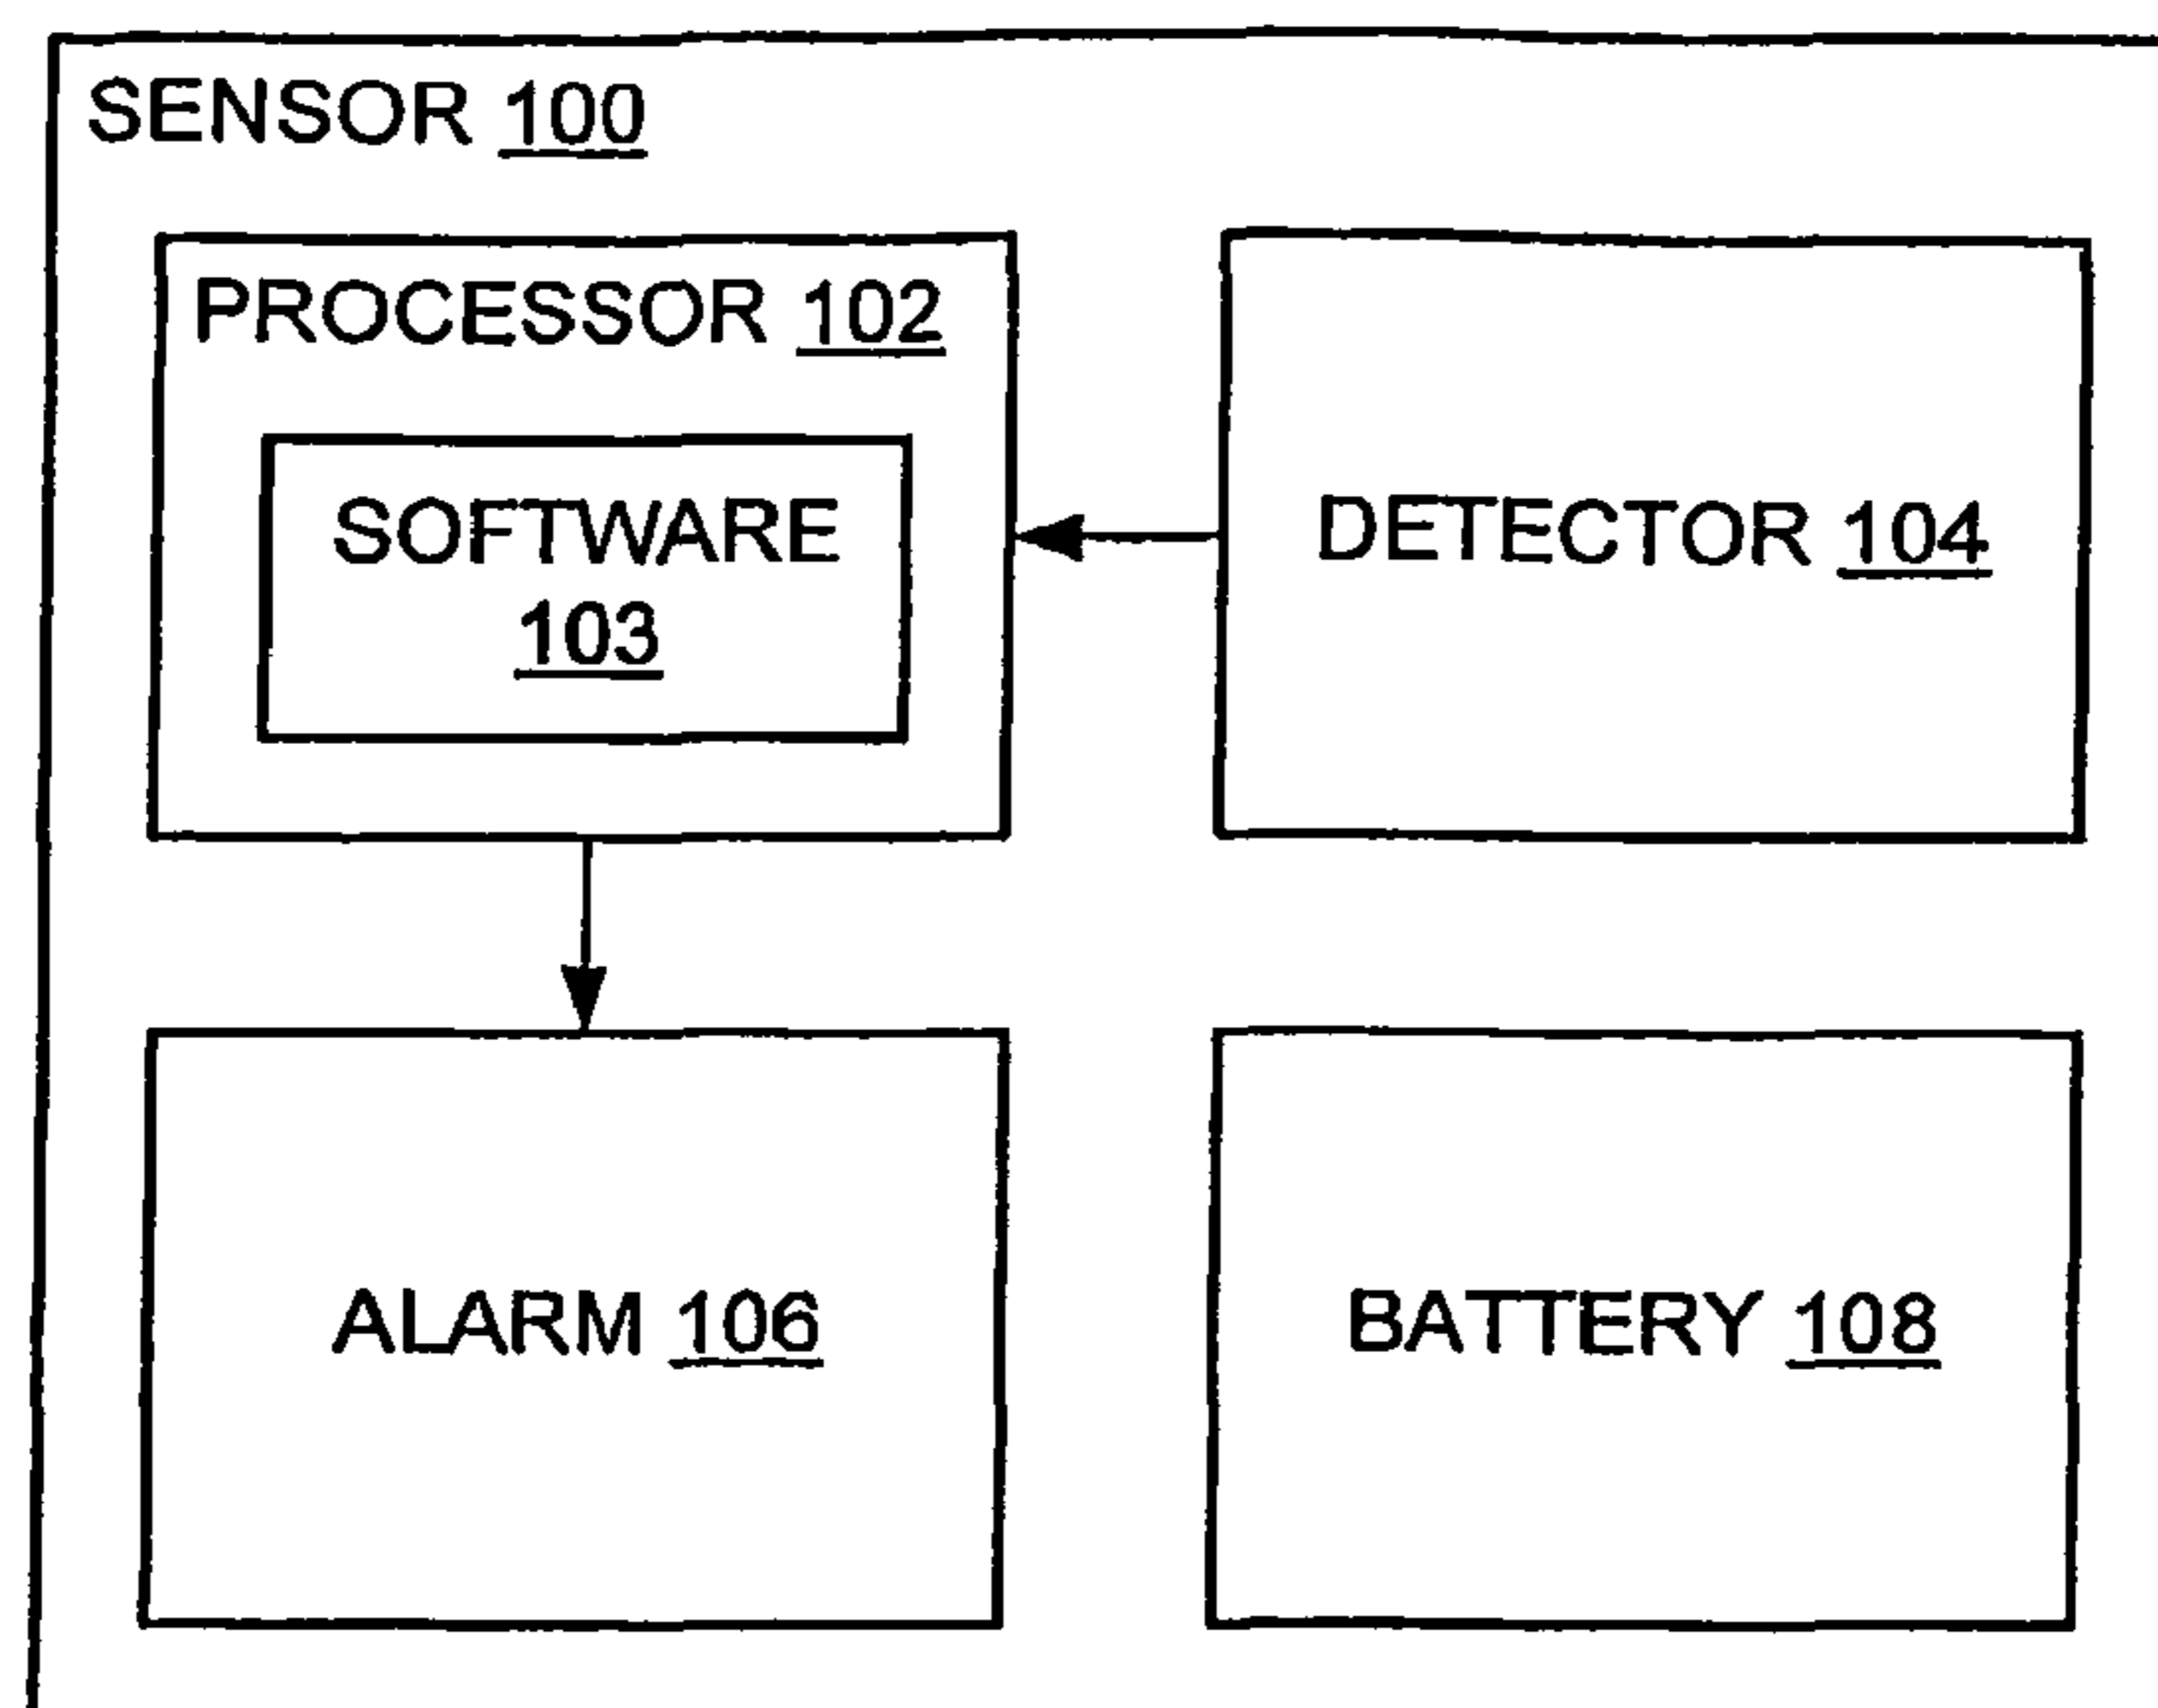 SENSOR 100
PROCESSOR 102
SOFTWARE
103
DETECTOR 104
ALARM 106
BATTERY 108